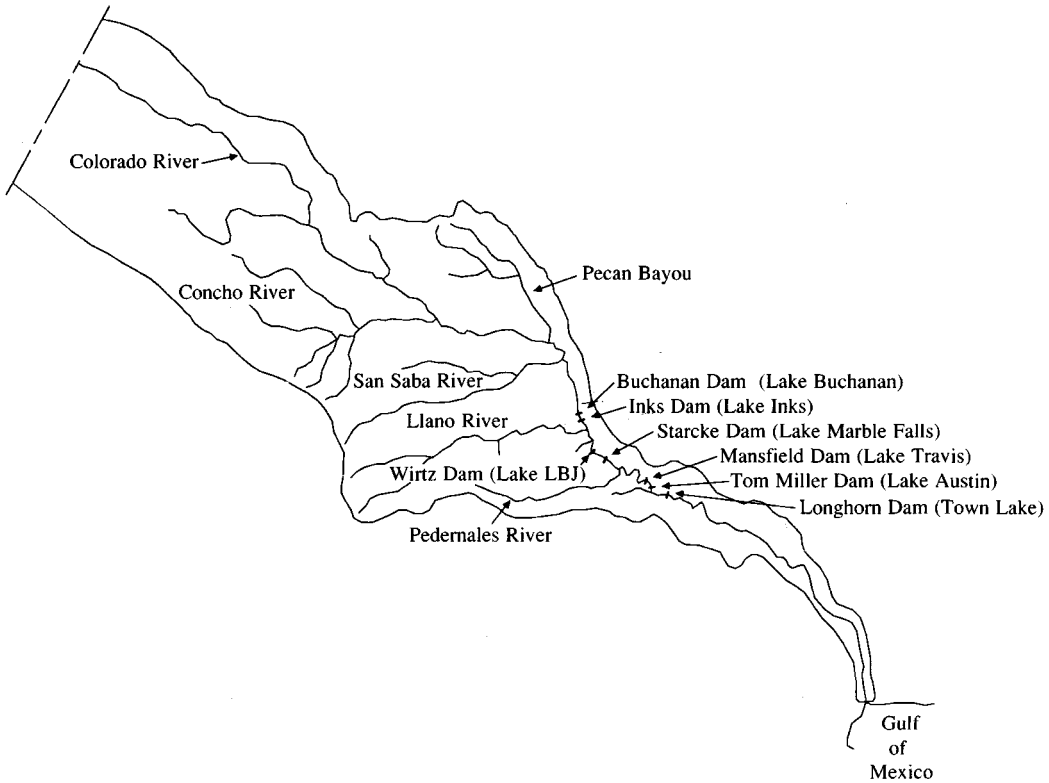 Colorado River
Pecan Bayou
Concho River
San Saba River
Buchanan Dam (Lake Buchanan)
Inks Dam (Lake Inks)
Llano River
Starcke Dam (Lake Marble Falls)
Mansfield Dam (Lake Travis)
Wirtz Dam (Lake LBJ)
Tom Miller Dam (Lake Austin)
Longhorn Dam (Town Lake)
Pedernales River
Gulf
of
Mexico